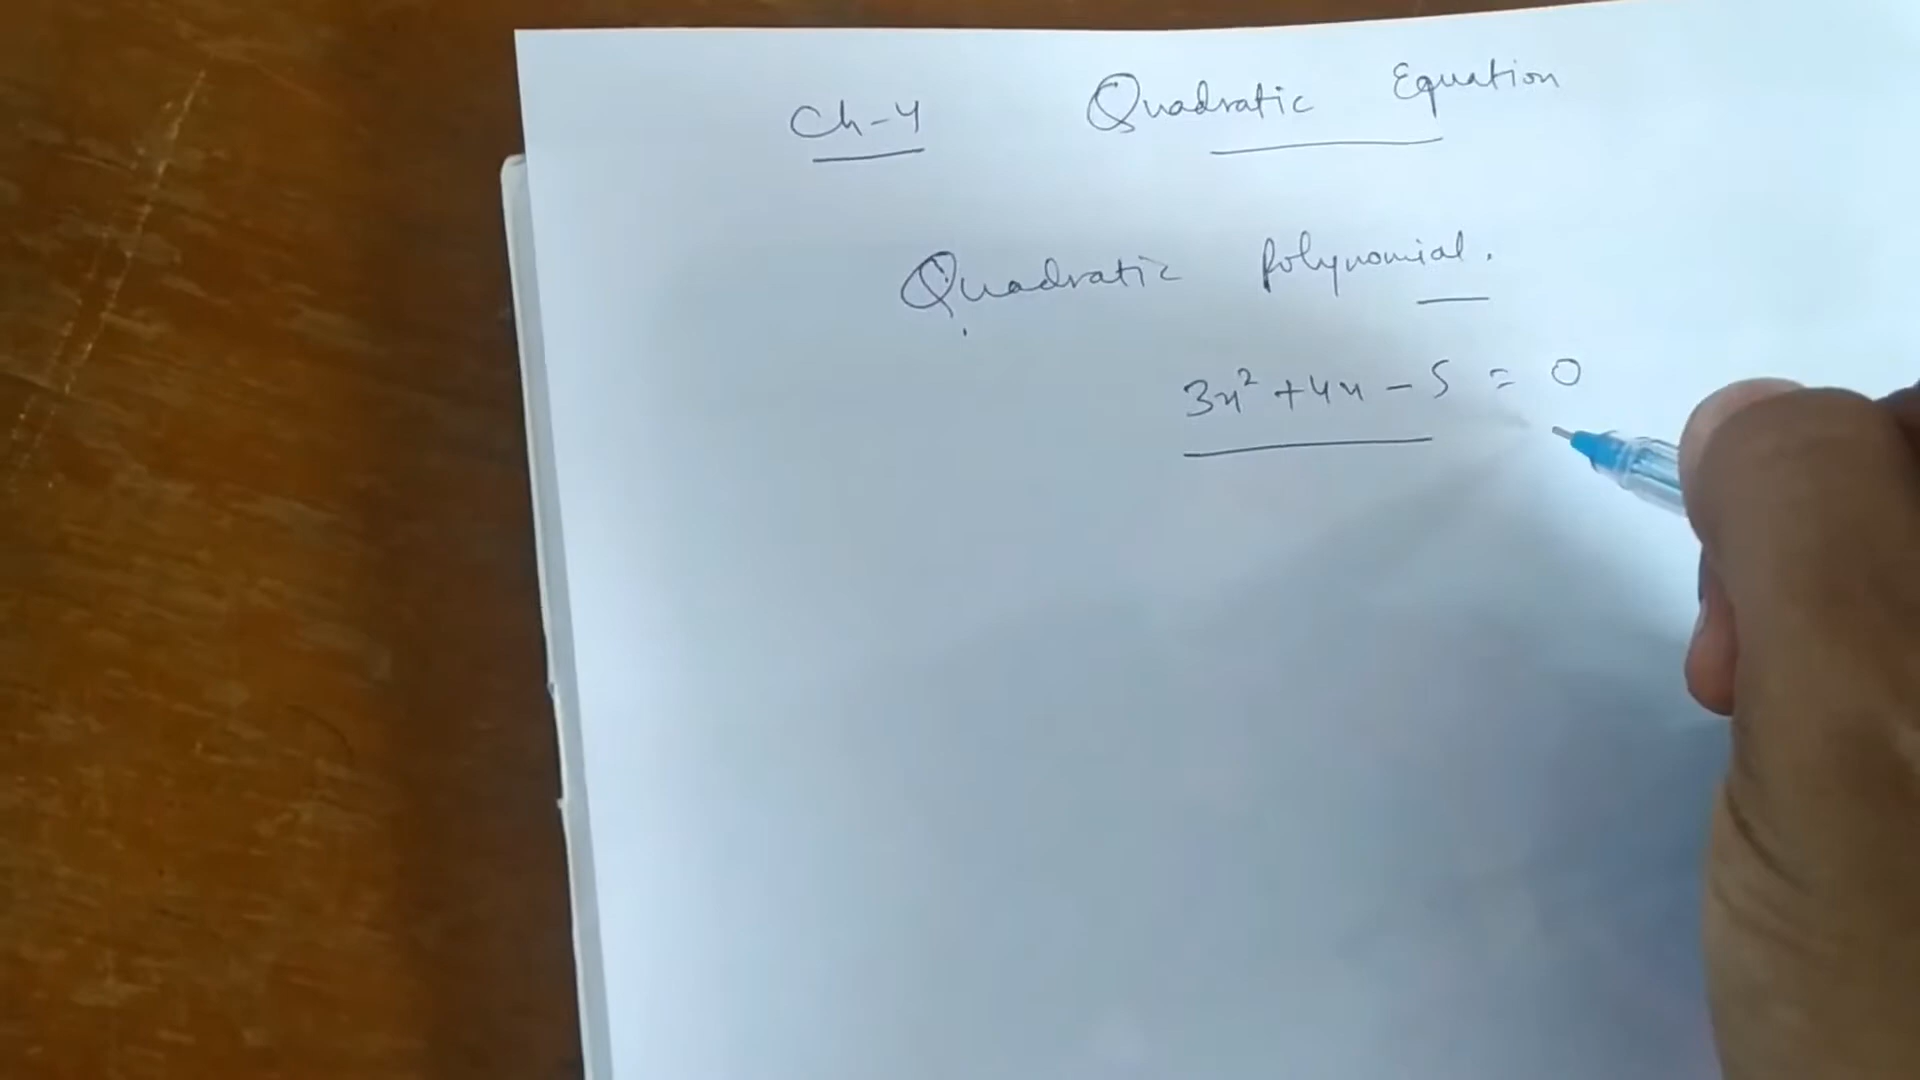 Ch-4 Quadratic Equation
Quadratic Polynomial.
3x² + 4x - 5 = 0